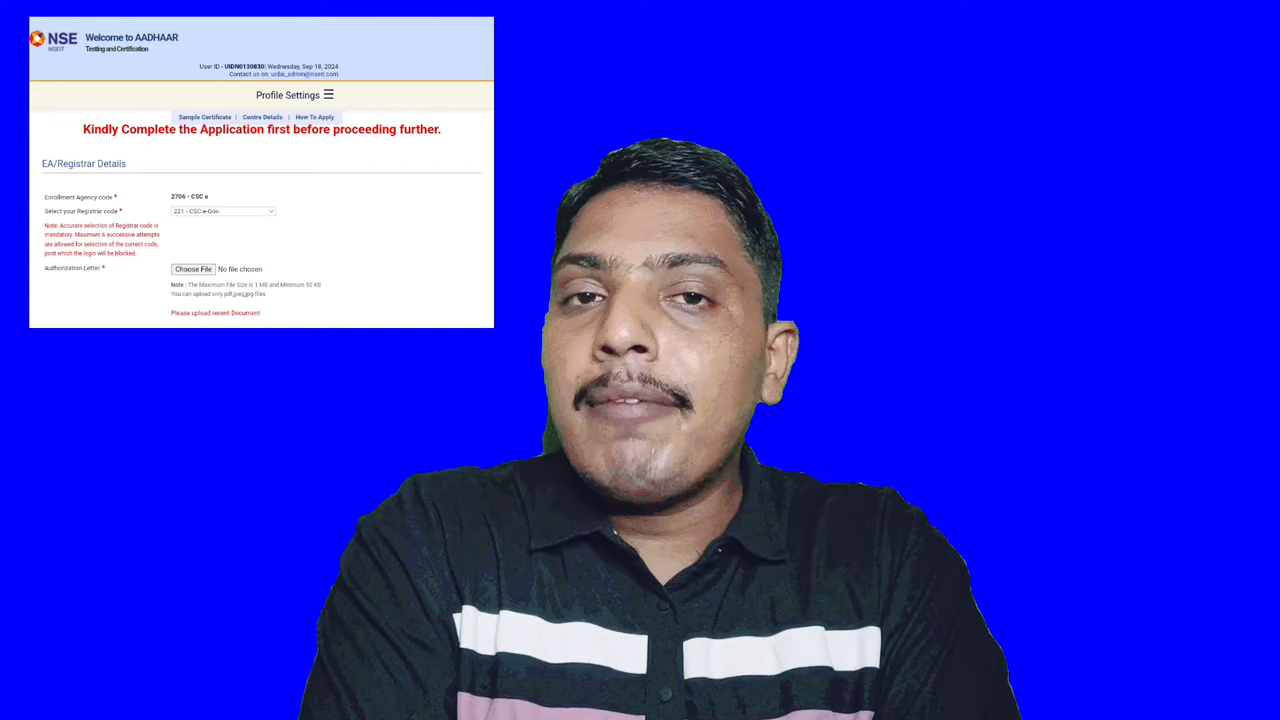 NSE
NSEIT
Welcome to AADHAAR
Testing and Certification
User ID - UIDN0130830: Wednesday, Sep 18, 2024
Contact us on: uidai_admin@nseit.com
Profile Settings ☰
Sample Certificate | Centre Details | How To Apply
Kindly Complete the Application first before proceeding further.
EA/Registrar Details
Enrollment Agency code * 2706 - CSC e
Select your Registrar code * 221 - CSC e-Gov.
Note: Accurate selection of Registrar code is
mandatory. Maximum 6 successive attempts
are allowed for selection of the correct code,
post which the login will be blocked.
Authorization Letter * Choose File No file chosen
Note : The Maximum File Size is 1 MB and Minimum 50 KB
You can upload only pdf,jpeg,jpg files
Please upload recent Document